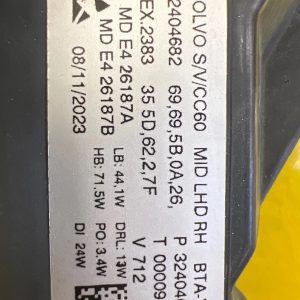 OLVO S/V/CC60 MID LHD RH BTA-
2404682 69,69,5B,0A,26, P 32404
EX.2383 35 5D,62,2,7F T 00009
MD E4 26187A V 712
MD E4 26187B LB: 44.1W DRL: 13W
08/11/2023 HB: 71.5W PO: 3.4W
DI 24W